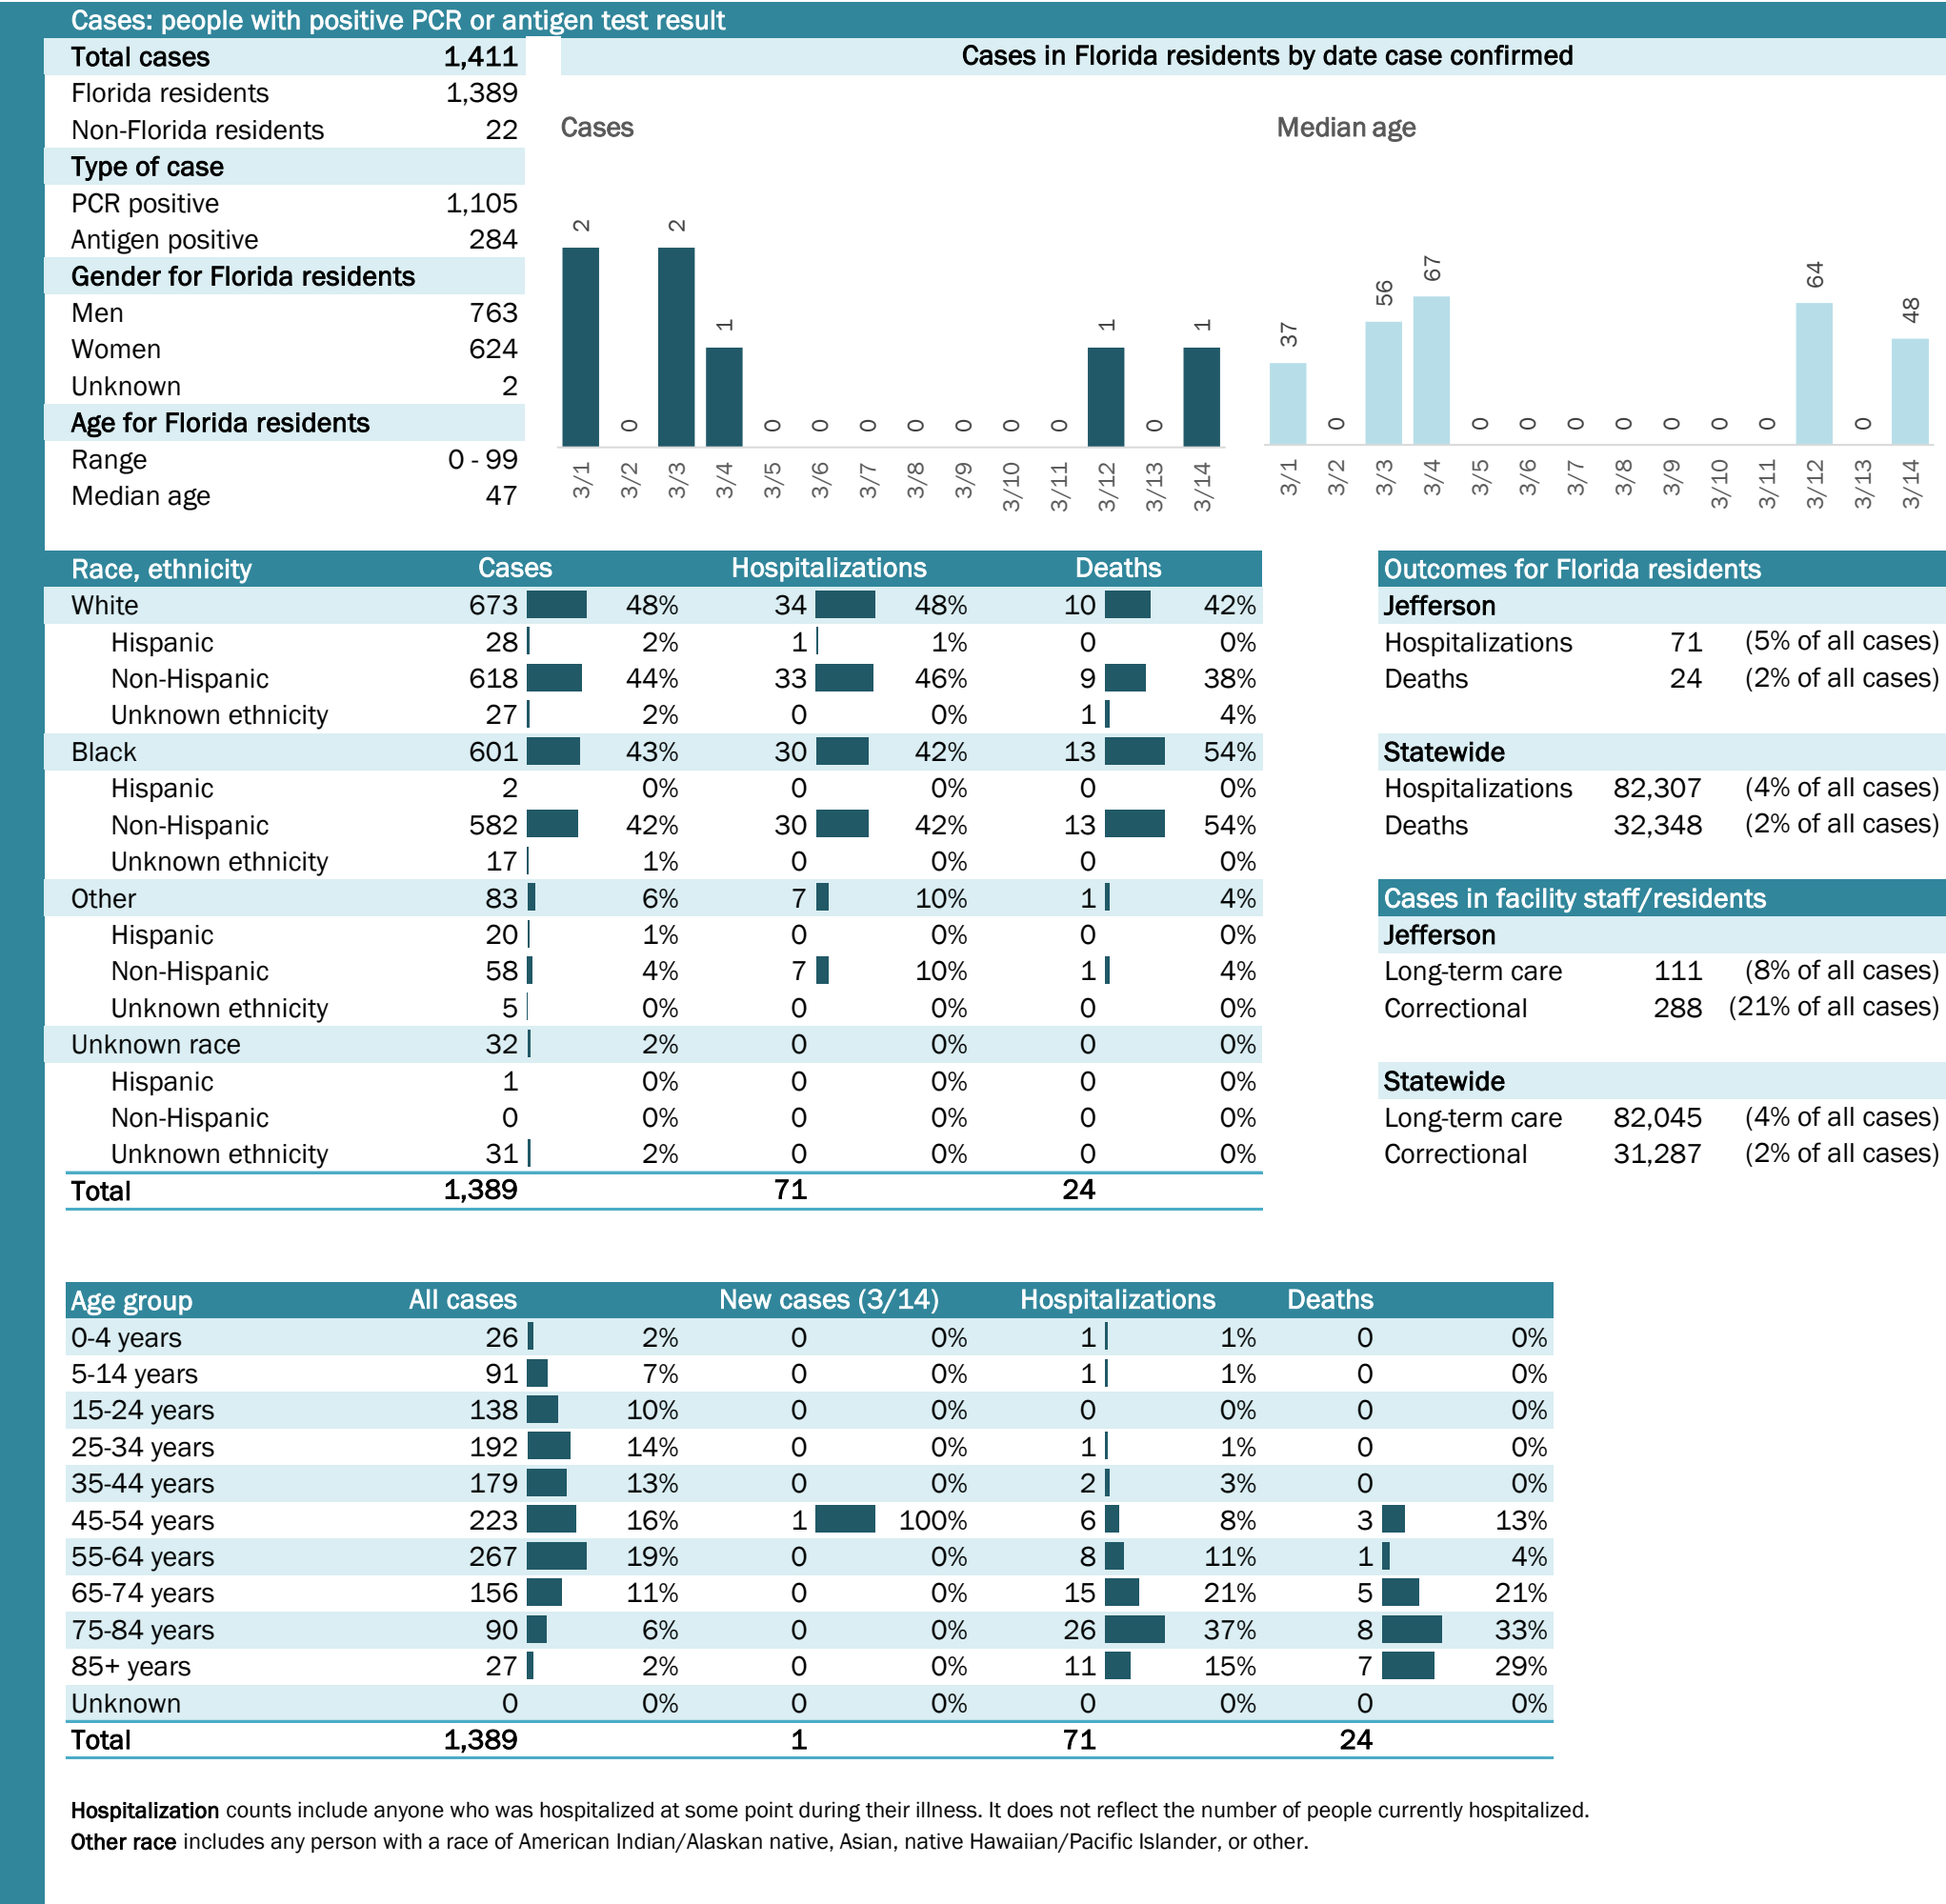 Cases: people with positive PCR or antigen test result
Total cases 1,411
Florida residents 1,389
Non-Florida residents 22
Type of case
PCR positive 1,105
Antigen positive 284
Gender for Florida residents
Men 763
Women 624
Unknown 2
Age for Florida residents
Range 0 - 99
Median age 47
Cases in Florida residents by date case confirmed
Cases
2 0 2 1 0 0 0 0 0 0 0 1 0 1
3/1 3/2 3/3 3/4 3/5 3/6 3/7 3/8 3/9 3/10 3/11 3/12 3/13 3/14
Median age
37 0 56 67 0 0 0 0 0 0 0 64 0 48
3/1 3/2 3/3 3/4 3/5 3/6 3/7 3/8 3/9 3/10 3/11 3/12 3/13 3/14
Race, ethnicity Cases Hospitalizations Deaths
White 673 48% 34 48% 10 42%
Hispanic 28 2% 1 1% 0 0%
Non-Hispanic 618 44% 33 46% 9 38%
Unknown ethnicity 27 2% 0 0% 1 4%
Black 601 43% 30 42% 13 54%
Hispanic 2 0% 0 0% 0 0%
Non-Hispanic 582 42% 30 42% 13 54%
Unknown ethnicity 17 1% 0 0% 0 0%
Other 83 6% 7 10% 1 4%
Hispanic 20 1% 0 0% 0 0%
Non-Hispanic 58 4% 7 10% 1 4%
Unknown ethnicity 5 0% 0 0% 0 0%
Unknown race 32 2% 0 0% 0 0%
Hispanic 1 0% 0 0% 0 0%
Non-Hispanic 0 0% 0 0% 0 0%
Unknown ethnicity 31 2% 0 0% 0 0%
Total 1,389 71 24
Outcomes for Florida residents
Jefferson
Hospitalizations 71 (5% of all cases)
Deaths 24 (2% of all cases)
Statewide
Hospitalizations 82,307 (4% of all cases)
Deaths 32,348 (2% of all cases)
Cases in facility staff/residents
Jefferson
Long-term care 111 (8% of all cases)
Correctional 288 (21% of all cases)
Statewide
Long-term care 82,045 (4% of all cases)
Correctional 31,287 (2% of all cases)
Age group All cases New cases (3/14) Hospitalizations Deaths
0-4 years 26 2% 0 0% 1 1% 0 0%
5-14 years 91 7% 0 0% 1 1% 0 0%
15-24 years 138 10% 0 0% 0 0% 0 0%
25-34 years 192 14% 0 0% 1 1% 0 0%
35-44 years 179 13% 0 0% 2 3% 0 0%
45-54 years 223 16% 1 100% 6 8% 3 13%
55-64 years 267 19% 0 0% 8 11% 1 4%
65-74 years 156 11% 0 0% 15 21% 5 21%
75-84 years 90 6% 0 0% 26 37% 8 33%
85+ years 27 2% 0 0% 11 15% 7 29%
Unknown 0 0% 0 0% 0 0% 0 0%
Total 1,389 1 71 24
Hospitalization counts include anyone who was hospitalized at some point during their illness. It does not reflect the number of people currently hospitalized.
Other race includes any person with a race of American Indian/Alaskan native, Asian, native Hawaiian/Pacific Islander, or other.